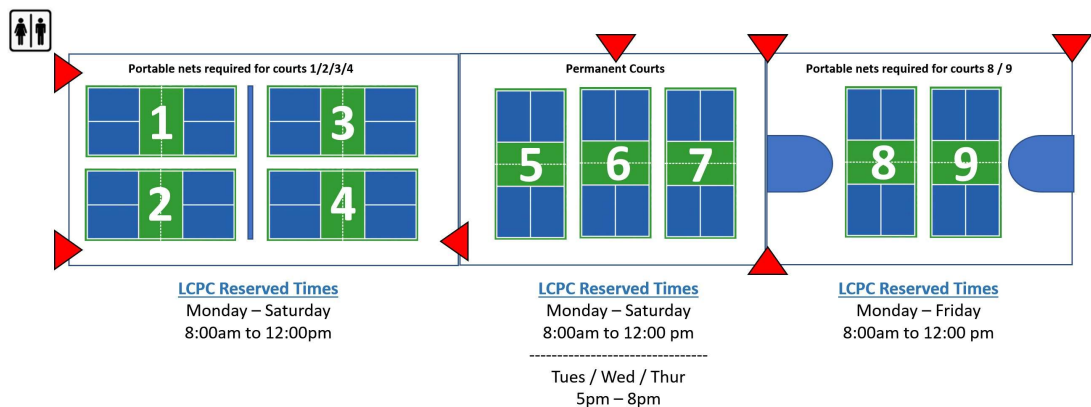 Portable nets required for courts 1/2/3/4
1
3
2
4
LCPC Reserved Times
Monday – Saturday
8:00am to 12:00pm
Permanent Courts
5
6
7
LCPC Reserved Times
Monday – Saturday
8:00am to 12:00 pm
--------------------------------
Tues / Wed / Thur
5pm – 8pm
Portable nets required for courts 8 / 9
8
9
LCPC Reserved Times
Monday – Friday
8:00am to 12:00 pm